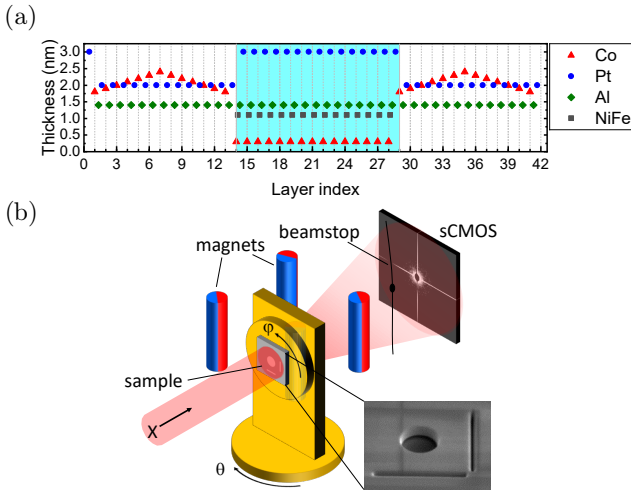 (a)
Thickness (nm)
3.0
2.5
2.0
1.5
1.0
0.5
0.0
0 3 6 9 12 15 18 21 24 27 30 33 36 39 42
Layer index
Co
Pt
Al
NiFe
(b)
magnets
beamstop
sCMOS
φ
sample
X
θ